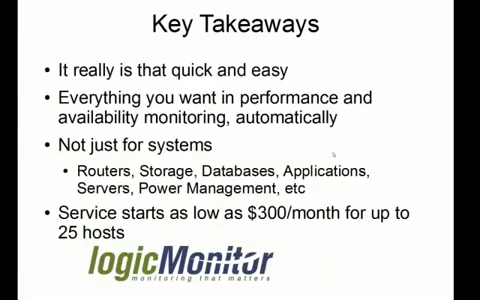 Key Takeaways
• It really is that quick and easy
• Everything you want in performance and
availability monitoring, automatically
• Not just for systems
• Routers, Storage, Databases, Applications,
Servers, Power Management, etc
• Service starts as low as $300/month for up to
25 hosts
logicMonitor
monitoring that matters